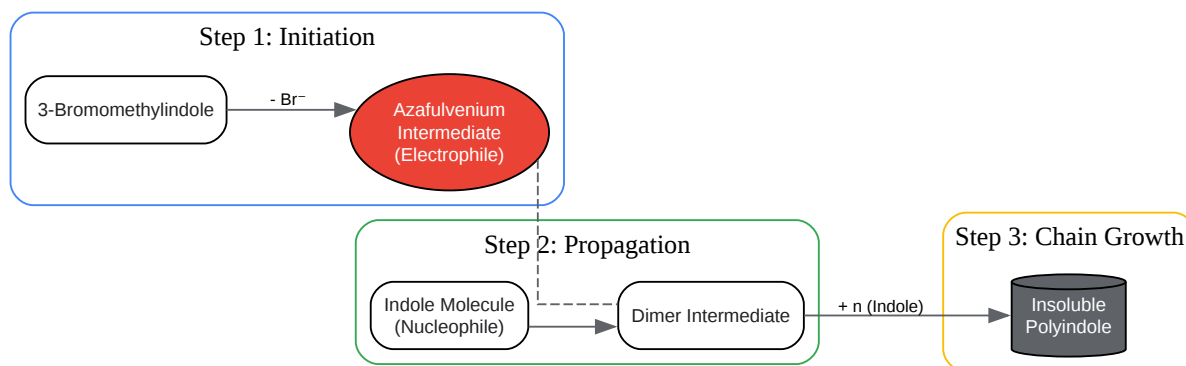 Step 1: Initiation
3-Bromomethylindole
- Br⁻
Azafulvenium
Intermediate
(Electrophile)
Step 2: Propagation
Indole Molecule
(Nucleophile)
Dimer Intermediate
+ n (Indole)
Step 3: Chain Growth
Insoluble
Polyindole